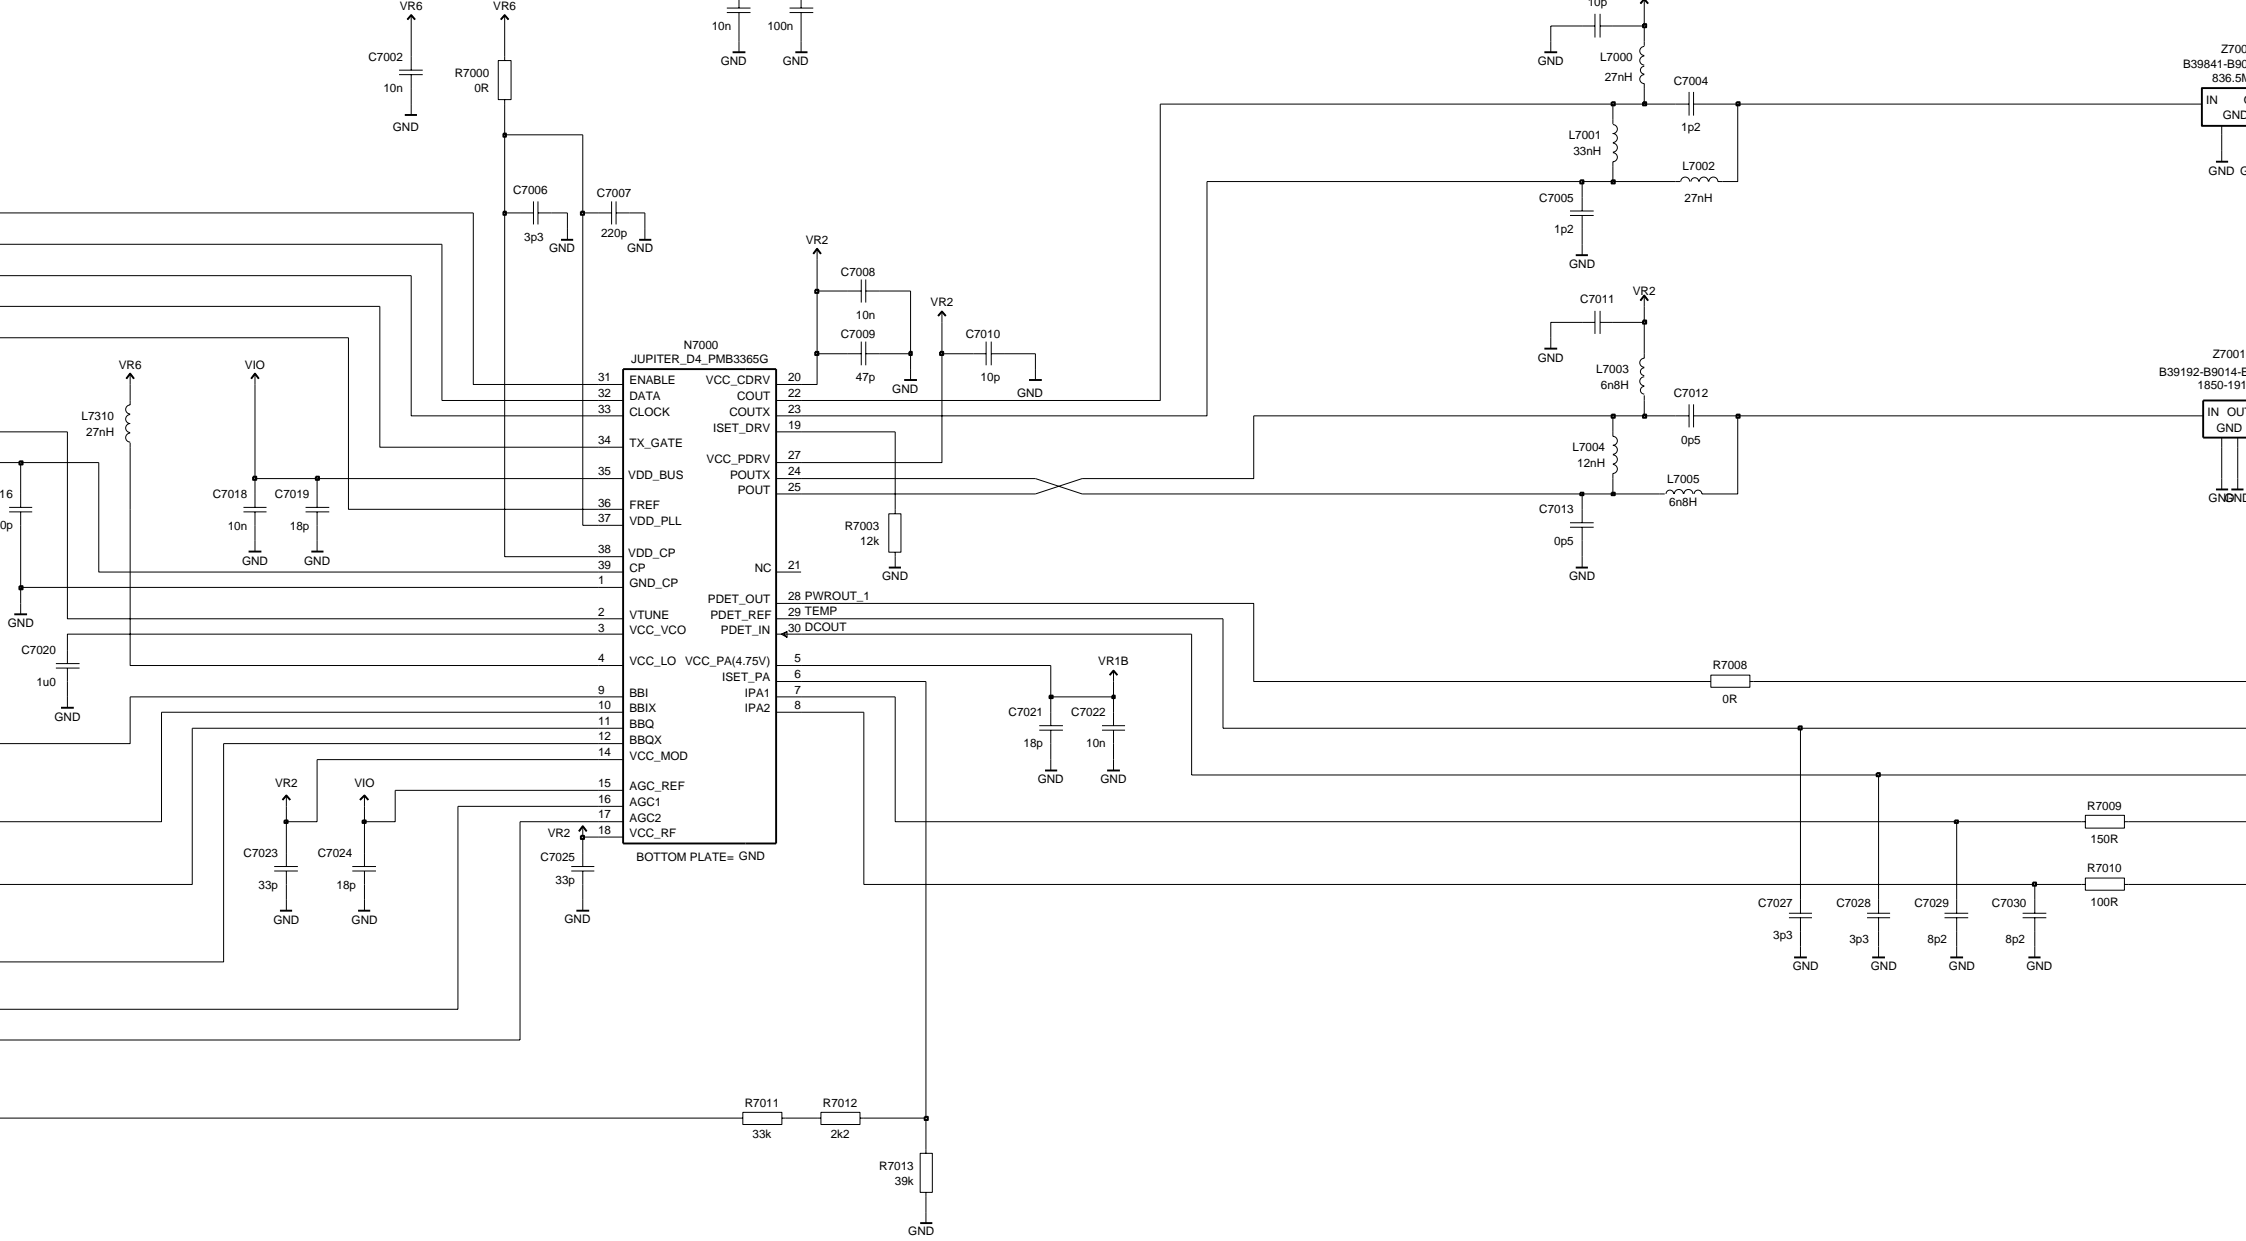 VR6
VR6
10n
100n
GND
GND
10p
GND
C7002
10n
GND
R7000
0R
L7000
27nH
C7004
1p2
L7001
33nH
L7002
27nH
C7005
1p2
GND
IN
GND
GND
C7006
3p3
GND
C7007
220p
GND
VR2
C7008
10n
C7009
47p
GND
VR2
C7010
10p
GND
C7011
VR2
GND
L7003
6n8H
C7012
0p5
L7004
12nH
L7005
6n8H
C7013
0p5
GND
Z7001
IN
GND
GND
GND
N7000
JUPITER_D4_PMB3365G
31 ENABLE VCC_CDRV 20
32 DATA COUT 22
33 CLOCK COUTX 23
ISET_DRV 19
34 TX_GATE
VCC_PDRV 27
35 VDD_BUS POUTX 24
POUT 25
36 FREF
37 VDD_PLL
38 VDD_CP
39 CP NC 21
1 GND_CP
PDET_OUT 28 PWROUT_1
2 VTUNE PDET_REF 29 TEMP
3 VCC_VCO PDET_IN 30 DCOUT
4 VCC_LO VCC_PA(4.75V) 5
ISET_PA 6
9 BBI IPA1 7
10 BBIX IPA2 8
11 BBQ
12 BBQX
14 VCC_MOD
15 AGC_REF
16 AGC1
17 AGC2
18 VCC_RF
BOTTOM PLATE= GND
VR6
L7310
27nH
VIO
C7018
10n
GND
C7019
18p
GND
GND
C7020
1u0
GND
R7003
12k
GND
VR1B
C7021
18p
GND
C7022
10n
GND
R7008
0R
VR2
C7023
33p
GND
VIO
C7024
18p
GND
VR2
C7025
33p
GND
R7009
150R
R7010
100R
C7027
3p3
GND
C7028
3p3
GND
C7029
8p2
GND
C7030
8p2
GND
R7011
33k
R7012
2k2
R7013
39k
GND